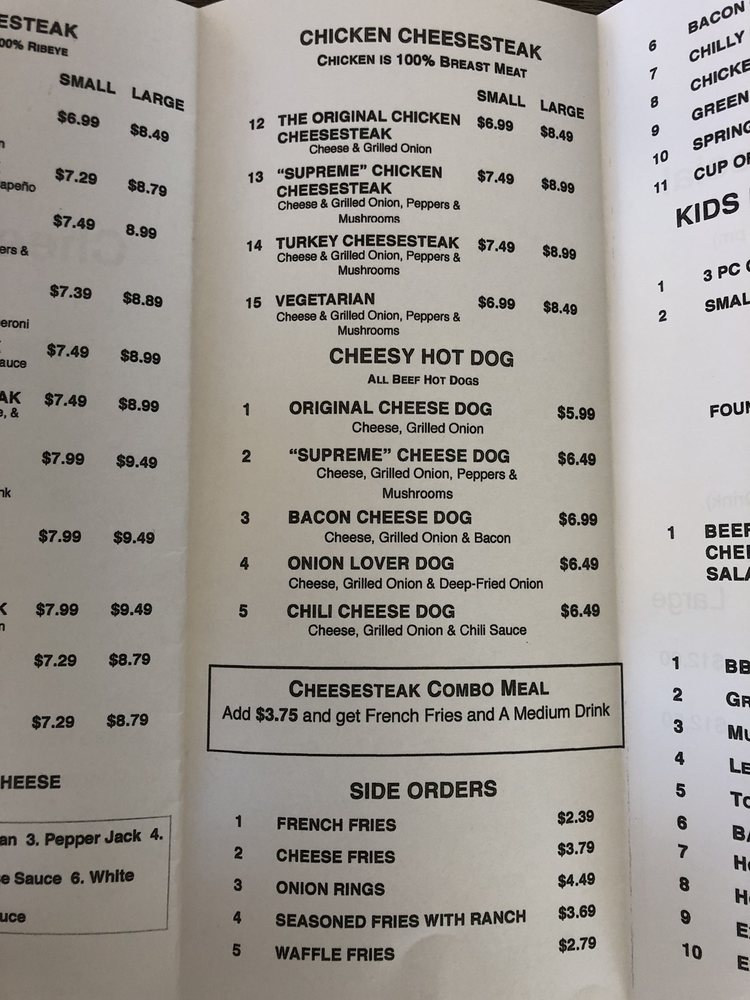 ESTEAK
00% RIBEYE
SMALL LARGE
$6.99 $8.49
$7.29 $8.79
apeño
$7.49 8.99
ers &
$7.39 $8.89
eroni
$7.49 $8.99
auce
AK $7.49 $8.99
e, &
$7.99 $9.49
nk
$7.99 $9.49
K $7.99 $9.49
n
$7.29 $8.79
$7.29 $8.79
HEESE
an 3. Pepper Jack 4.
e Sauce 6. White
uce
CHICKEN CHEESESTEAK
CHICKEN IS 100% BREAST MEAT
SMALL LARGE
12 THE ORIGINAL CHICKEN $6.99 $8.49
CHEESESTEAK
Cheese & Grilled Onion
13 “SUPREME” CHICKEN $7.49 $8.99
CHEESESTEAK
Cheese & Grilled Onion, Peppers &
Mushrooms
14 TURKEY CHEESESTEAK $7.49 $8.99
Cheese & Grilled Onion, Peppers &
Mushrooms
15 VEGETARIAN $6.99 $8.49
Cheese & Grilled Onion, Peppers &
Mushrooms
CHEESY HOT DOG
ALL BEEF HOT DOGS
1 ORIGINAL CHEESE DOG $5.99
Cheese, Grilled Onion
2 “SUPREME” CHEESE DOG $6.49
Cheese, Grilled Onion, Peppers &
Mushrooms
3 BACON CHEESE DOG $6.99
Cheese, Grilled Onion & Bacon
4 ONION LOVER DOG $6.49
Cheese, Grilled Onion & Deep-Fried Onion
5 CHILI CHEESE DOG $6.49
Cheese, Grilled Onion & Chili Sauce
CHEESESTEAK COMBO MEAL
Add $3.75 and get French Fries and A Medium Drink
SIDE ORDERS
1 FRENCH FRIES $2.39
2 CHEESE FRIES $3.79
3 ONION RINGS $4.49
4 SEASONED FRIES WITH RANCH $3.69
5 WAFFLE FRIES $2.79
6 BACON
7 CHILLY
8 CHICKE
9 GREEN
10 SPRING
11 CUP OF
KIDS
1 3 PC
2 SMAL
FOUN
1 BEEF
CHEE
SALA
1 BB
2 GR
3 MU
4 LE
5 TO
6 BA
7 H
8 H
9 E
10 E